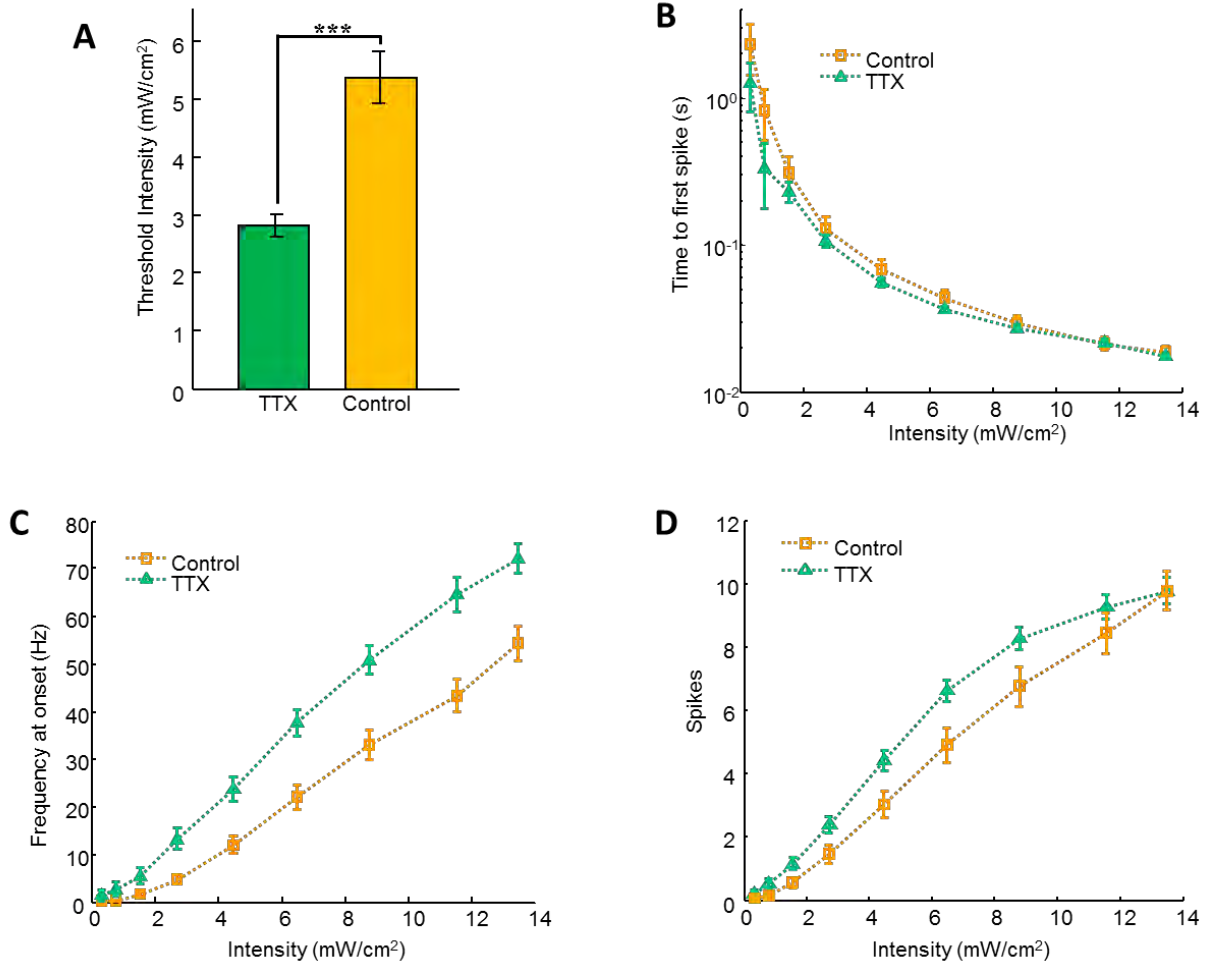 A
Threshold Intensity (mW/cm²)
6
5
4
3
2
1
0
***
TTX
Control
B
Time to first spike (s)
10⁰
10⁻¹
10⁻²
Control
TTX
0
2
4
6
8
10
12
14
Intensity (mW/cm²)
C
Frequency at onset (Hz)
80
70
60
50
40
30
20
10
0
Control
TTX
0
2
4
6
8
10
12
14
Intensity (mW/cm²)
D
Spikes
12
10
8
6
4
2
0
Control
TTX
0
2
4
6
8
10
12
14
Intensity (mW/cm²)